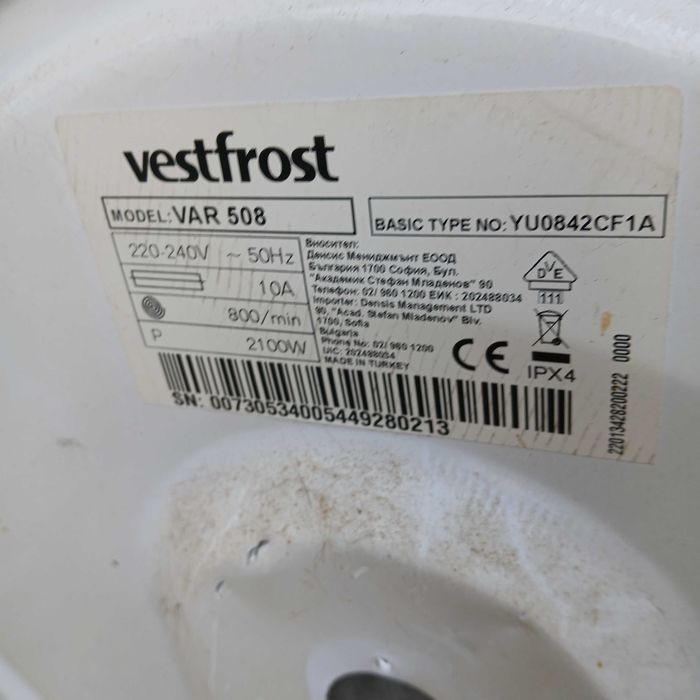 vestfrost
MODEL: VAR 508
BASIC TYPE NO: YU0842CF1A
220-240V ~ 50Hz
10A
800/min
P 2100W
Вносител:
Денсис Мениджмънт ЕООД
България 1700 София, Бул.
"Академик Стефан Младенов" 90
Телефон: 02/ 960 1200 ЕИК : 202488034
Importer: Densis Management LTD
90, "Acad. Stefan Mladenov" Blv.
1700, Sofia
Bulgaria
Phone No: 02/ 960 1200
UIC: 202488034
MADE IN TURKEY
DVE
111
CE
IPX4
SN: 00730534005449280213
22013428200222 0000